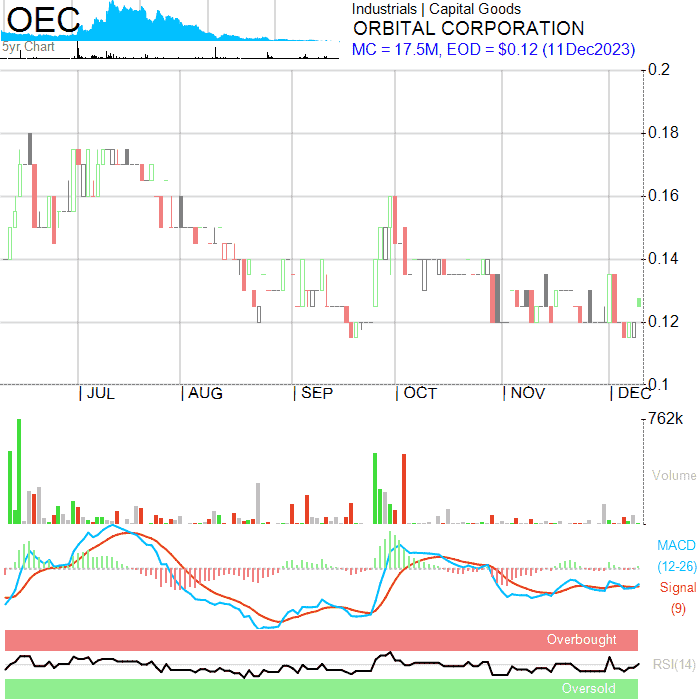 OEC
5yr Chart
Industrials | Capital Goods
ORBITAL CORPORATION
MC = 17.5M, EOD = $0.12 (11Dec2023)
0.2
0.18
0.16
0.14
0.12
0.1
| JUL | AUG | SEP | OCT | NOV | DEC
762k
Volume
MACD
(12-26)
Signal
(9)
Overbought
RSI(14)
Oversold